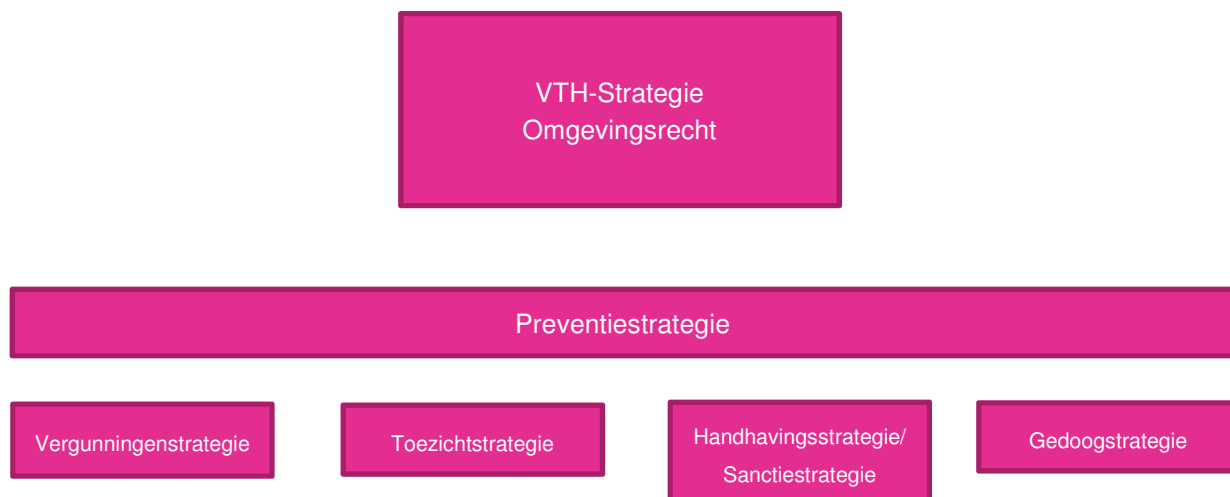 VTH-Strategie
Omgevingsrecht
Preventiestrategie
Vergunningenstrategie
Toezichtstrategie
Handhavingsstrategie/
Sanctiestrategie
Gedoogstrategie